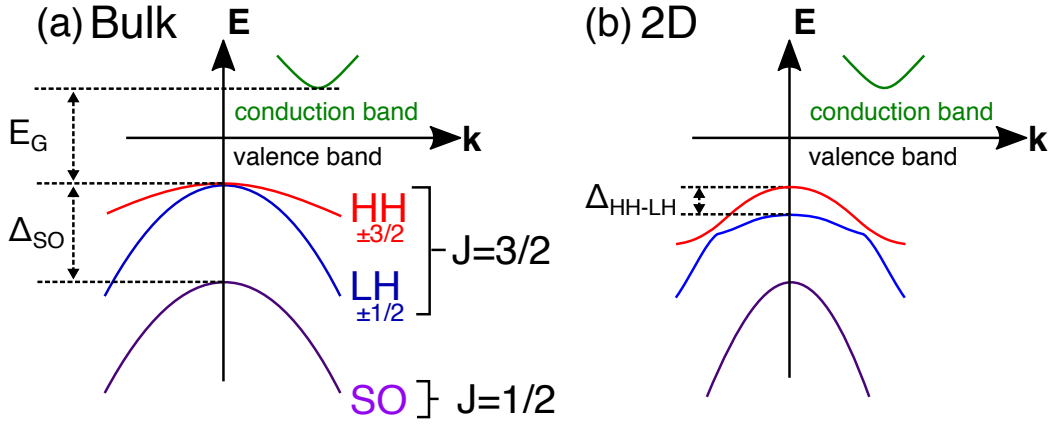 (a) Bulk
E
conduction band
k
valence band
E_G
Δ_SO
HH
±3/2
LH
±1/2
J=3/2
SO
J=1/2
(b) 2D
E
conduction band
k
valence band
Δ_HH-LH